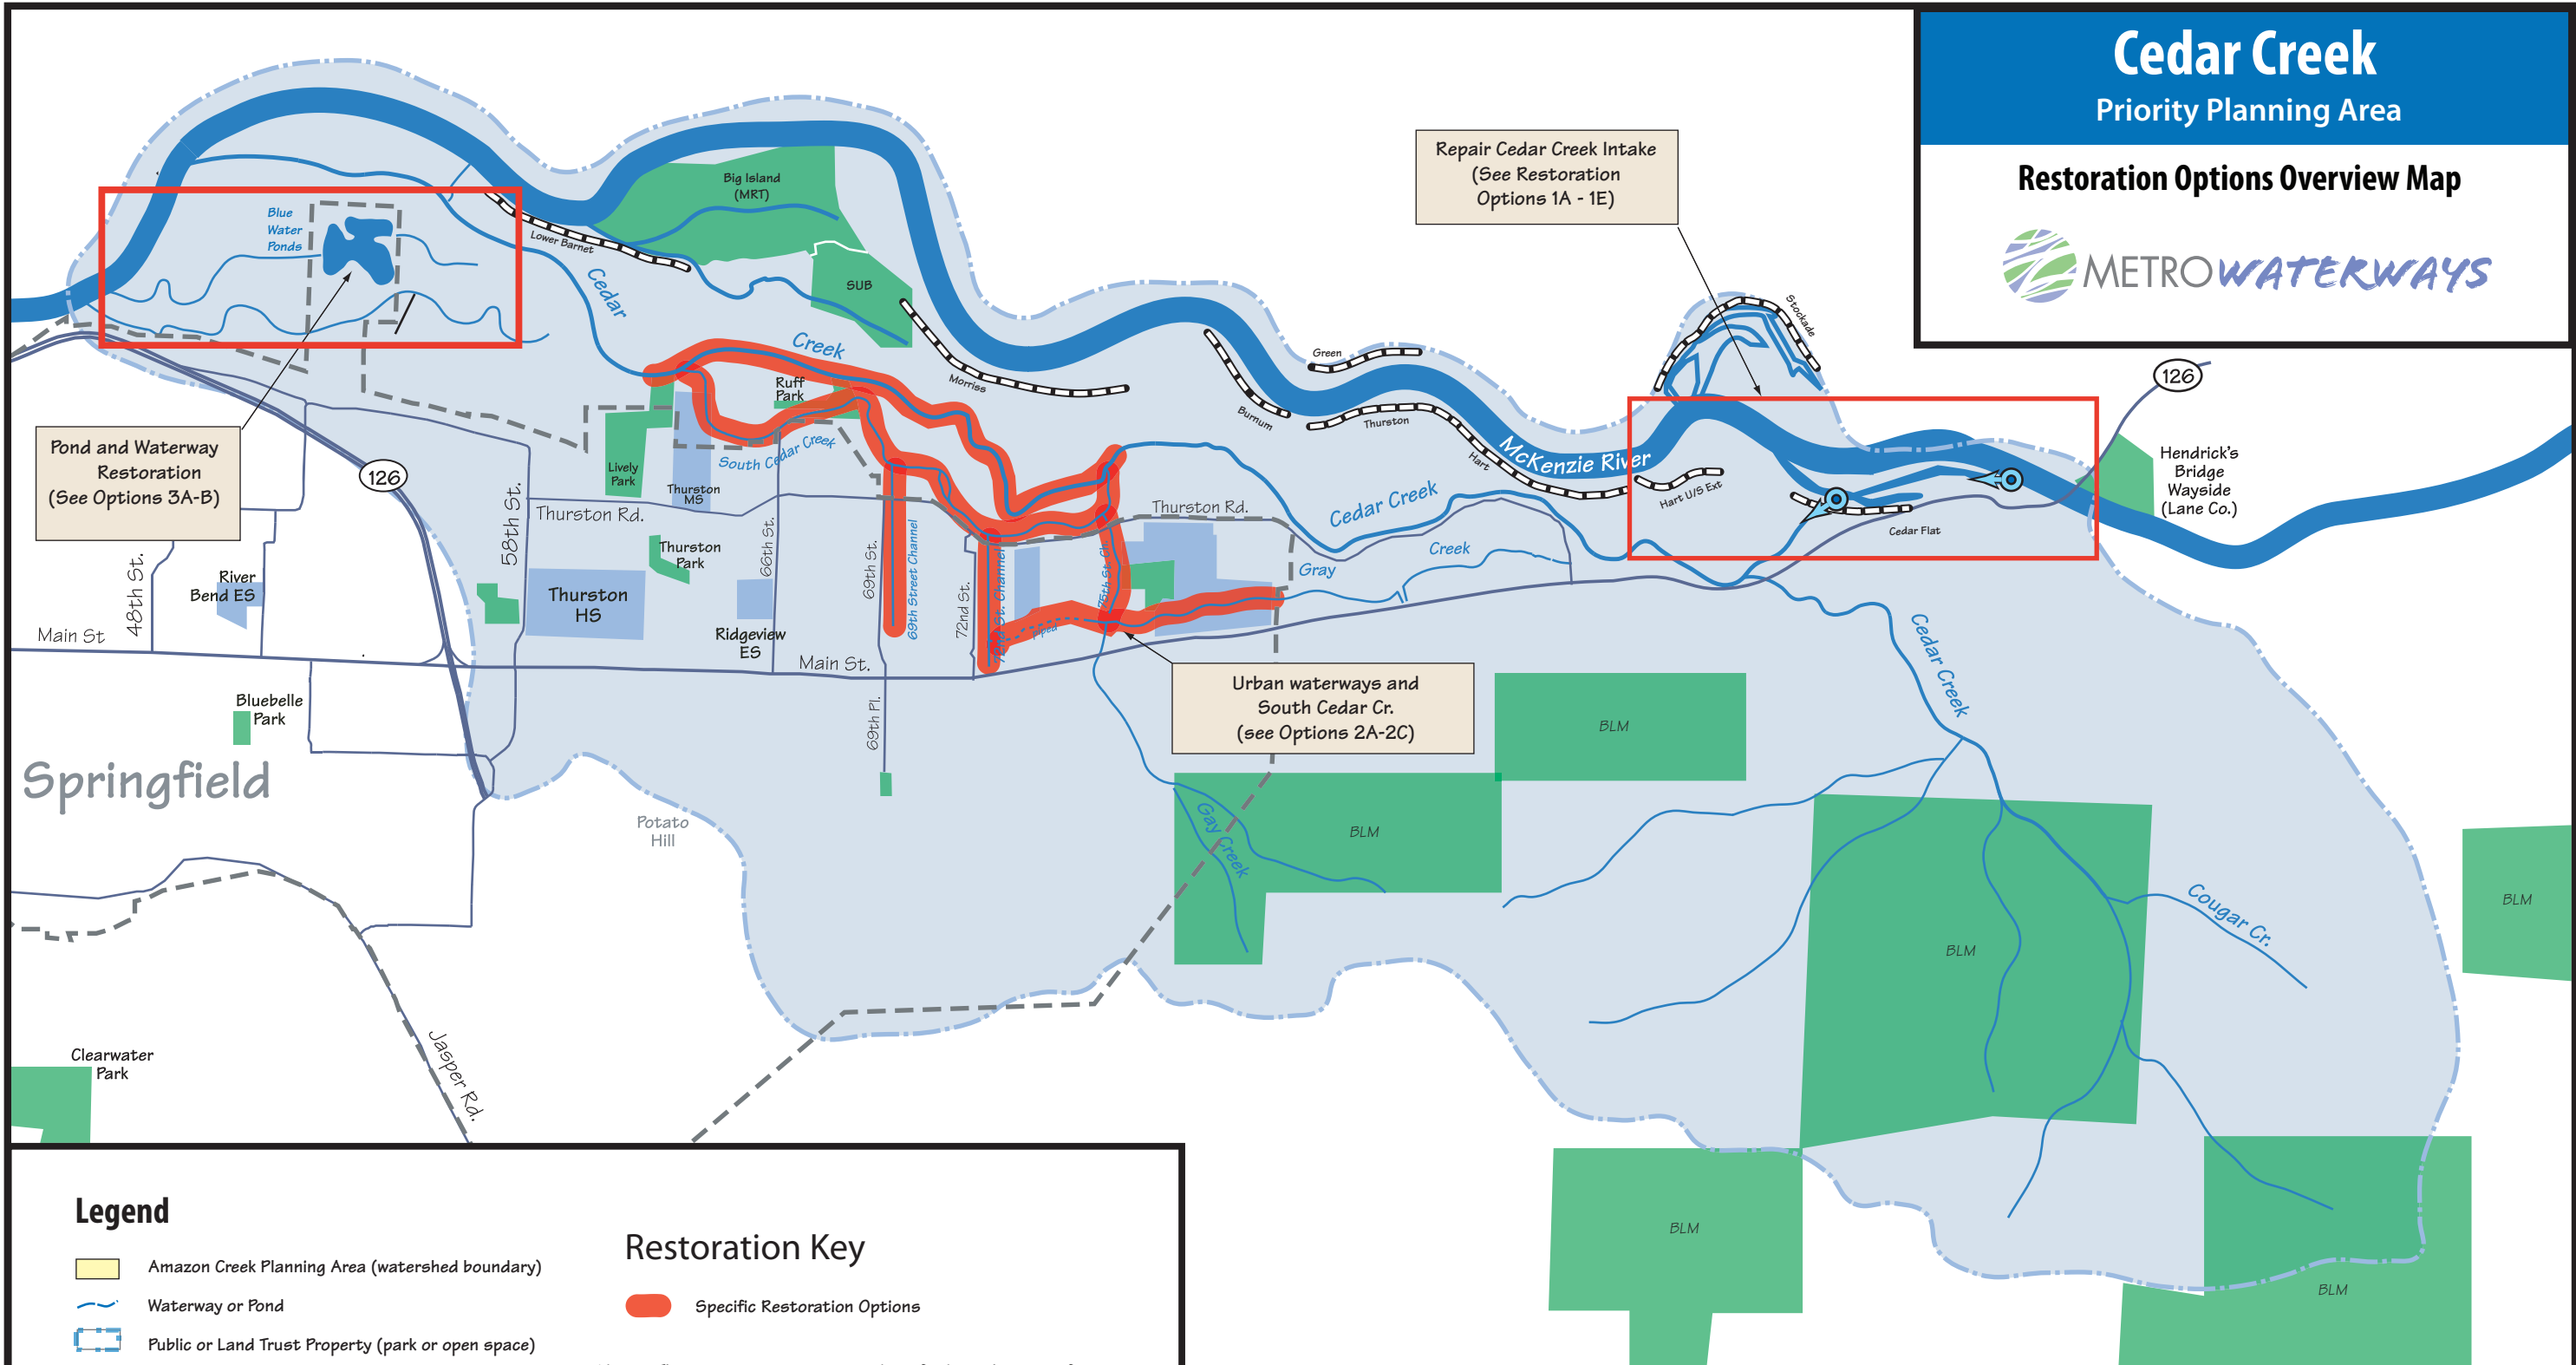 Cedar Creek
Priority Planning Area
Restoration Options Overview Map
METROWATERWAYS
Repair Cedar Creek Intake
(See Restoration
Options 1A - 1E)
Big Island
(MRT)
SUB
Blue
Water
Ponds
Lower Barnet
Cedar
Creek
Morriss
Green
Burnum
Thurston
Hart
McKenzie River
Stockade
Hart U/S Ext
Cedar Flat
126
Hendrick's
Bridge
Wayside
(Lane Co.)
Pond and Waterway
Restoration
(See Options 3A-B)
126
Ruff
Park
South Cedar Creek
Lively
Park
Thurston
MS
58th St.
Thurston Rd.
Thurston Rd.
Cedar Creek
Creek
Gray
Thurston
Park
66th St.
69th St.
69th Street Channel
72nd St.
72nd St. Channel
75th St. Ch.
Piped
48th St.
River
Bend ES
Thurston
HS
Ridgeview
ES
Main St
Main St.
69th Pl.
Urban waterways and
South Cedar Cr.
(see Options 2A-2C)
Cedar Creek
Bluebelle
Park
Springfield
Potato
Hill
BLM
BLM
Gay Creek
BLM
Cougar Cr.
BLM
Jasper Rd.
Clearwater
Park
BLM
BLM
Legend
Amazon Creek Planning Area (watershed boundary)
Waterway or Pond
Public or Land Trust Property (park or open space)
Restoration Key
Specific Restoration Options